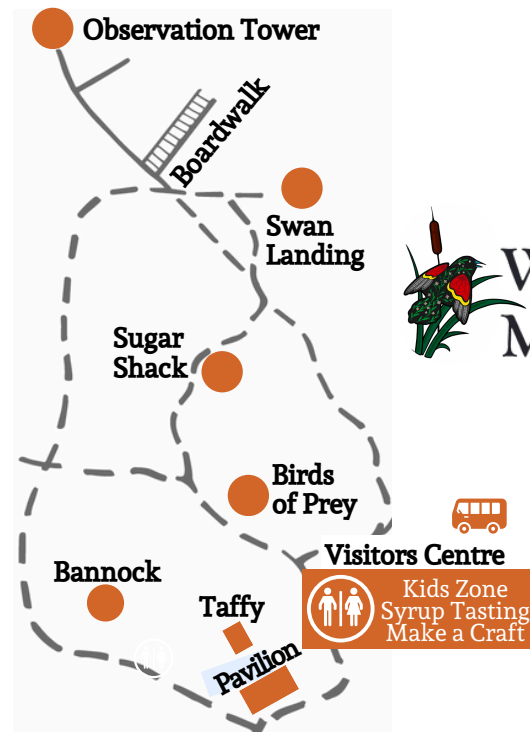 Observation Tower
Boardwalk
Swan
Landing
Sugar
Shack
Birds
of Prey
Visitors Centre
Bannock
Kids Zone
Syrup Tasting
Make a Craft
Taffy
Pavilion